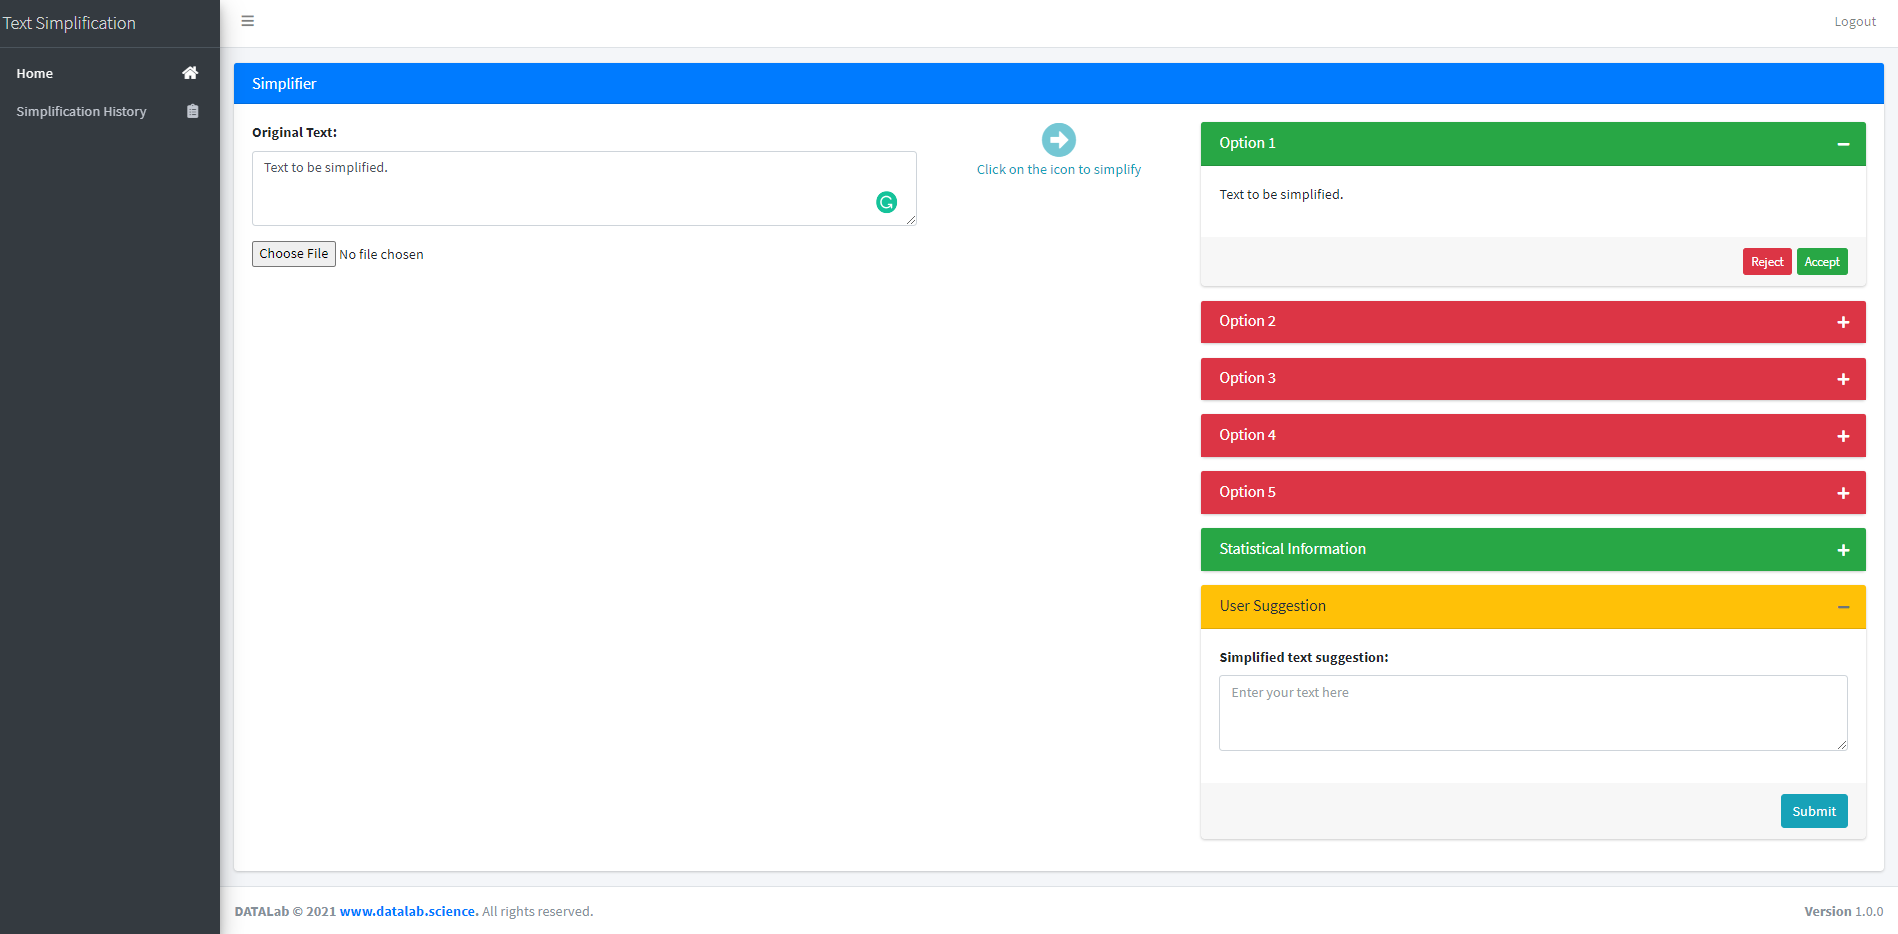 Text Simplification
Logout
Home
Simplification History
Simplifier
Original Text:
Text to be simplified.
Choose File No file chosen
Click on the icon to simplify
Option 1
Text to be simplified.
Reject Accept
Option 2
Option 3
Option 4
Option 5
Statistical Information
User Suggestion
Simplified text suggestion:
Enter your text here
Submit
DATALab © 2021 www.datalab.science. All rights reserved.
Version 1.0.0